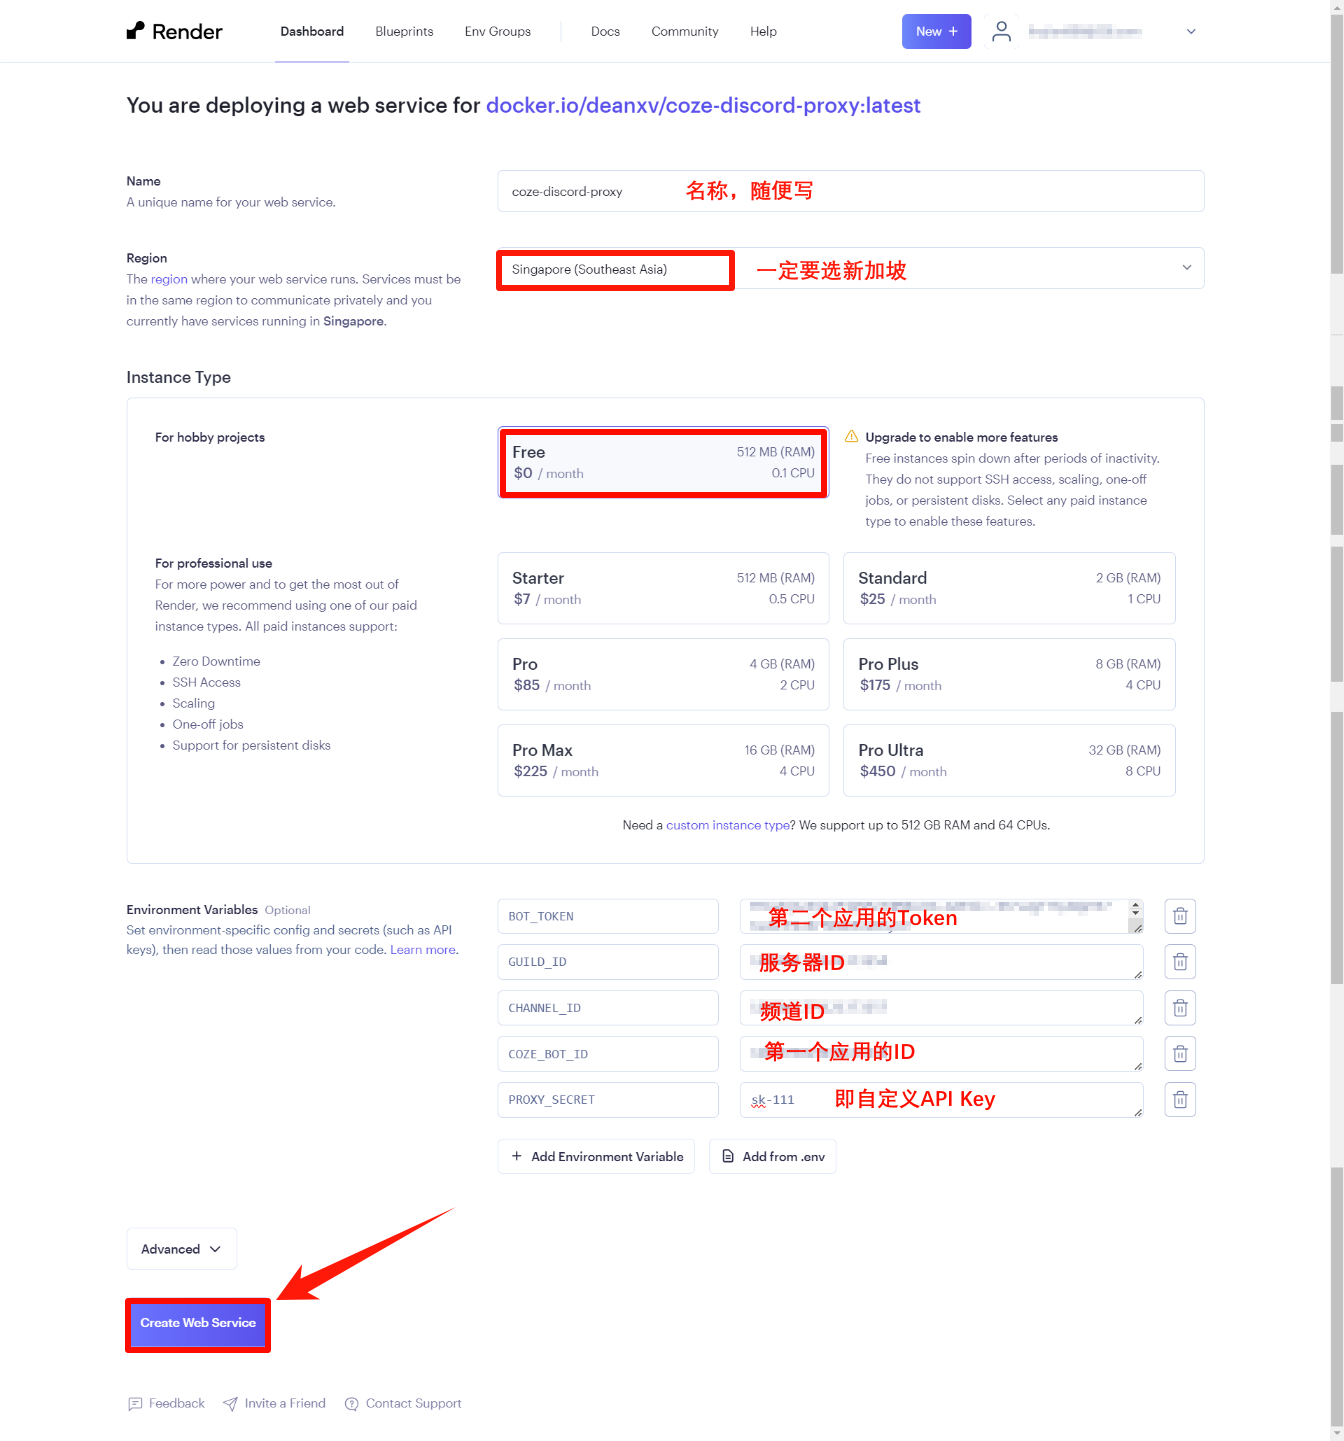 Render
Dashboard
Blueprints
Env Groups
Docs
Community
Help
New +
You are deploying a web service for docker.io/deanxv/coze-discord-proxy:latest
Name
A unique name for your web service.
coze-discord-proxy
名称，随便写
Region
The region where your web service runs. Services must be
in the same region to communicate privately and you
currently have services running in Singapore.
Singapore (Southeast Asia)
一定要选新加坡
Instance Type
For hobby projects
Free
512 MB (RAM)
$0 / month
0.1 CPU
Upgrade to enable more features
Free instances spin down after periods of inactivity.
They do not support SSH access, scaling, one-off
jobs, or persistent disks. Select any paid instance
type to enable these features.
For professional use
For more power and to get the most out of
Render, we recommend using one of our paid
instance types. All paid instances support:
• Zero Downtime
• SSH Access
• Scaling
• One-off jobs
• Support for persistent disks
Starter
512 MB (RAM)
$7 / month
0.5 CPU
Standard
2 GB (RAM)
$25 / month
1 CPU
Pro
4 GB (RAM)
$85 / month
2 CPU
Pro Plus
8 GB (RAM)
$175 / month
4 CPU
Pro Max
16 GB (RAM)
$225 / month
4 CPU
Pro Ultra
32 GB (RAM)
$450 / month
8 CPU
Need a custom instance type? We support up to 512 GB RAM and 64 CPUs.
Environment Variables Optional
Set environment-specific config and secrets (such as API
keys), then read those values from your code. Learn more.
BOT_TOKEN
第二个应用的Token
GUILD_ID
服务器ID
CHANNEL_ID
频道ID
COZE_BOT_ID
第一个应用的ID
PROXY_SECRET
sk-111
即自定义API Key
+ Add Environment Variable
Add from .env
Advanced
Create Web Service
Feedback
Invite a Friend
Contact Support